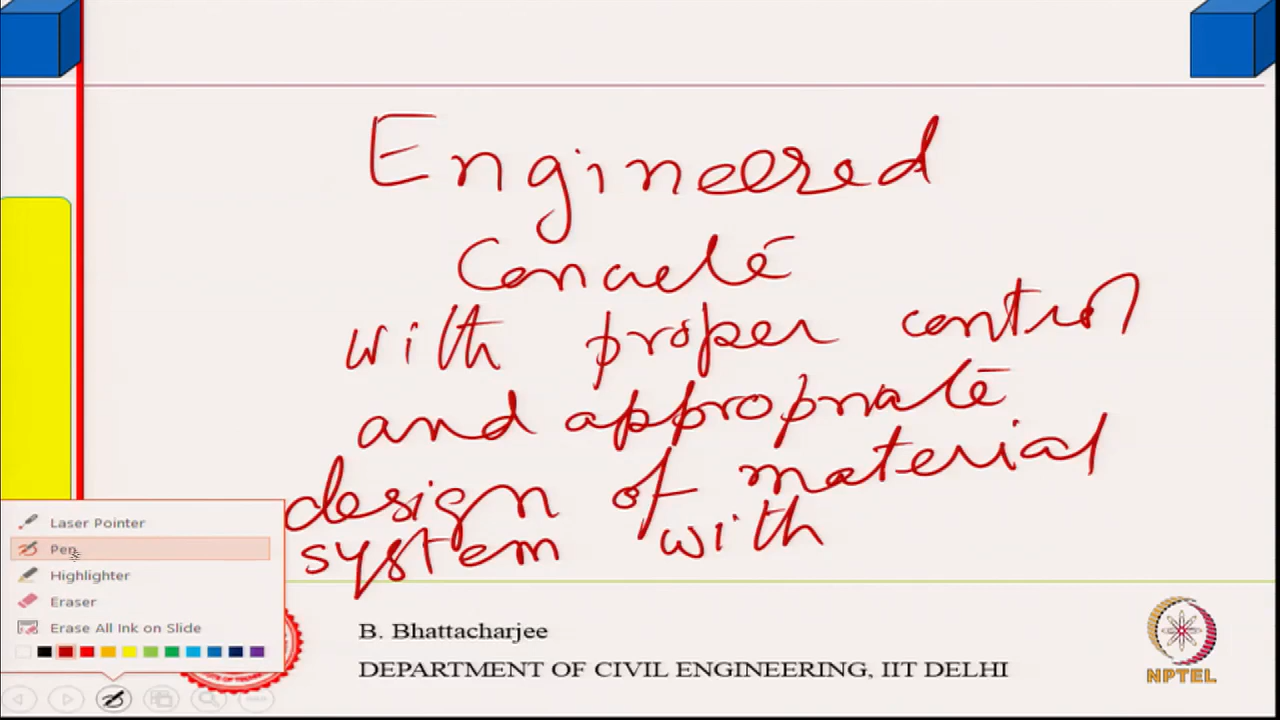 Engineered
Concrete
with proper control
and appropriate
design of material
system with
Laser Pointer
Pen
Highlighter
Eraser
Erase All Ink on Slide
B. Bhattacharjee
DEPARTMENT OF CIVIL ENGINEERING, IIT DELHI
NPTEL